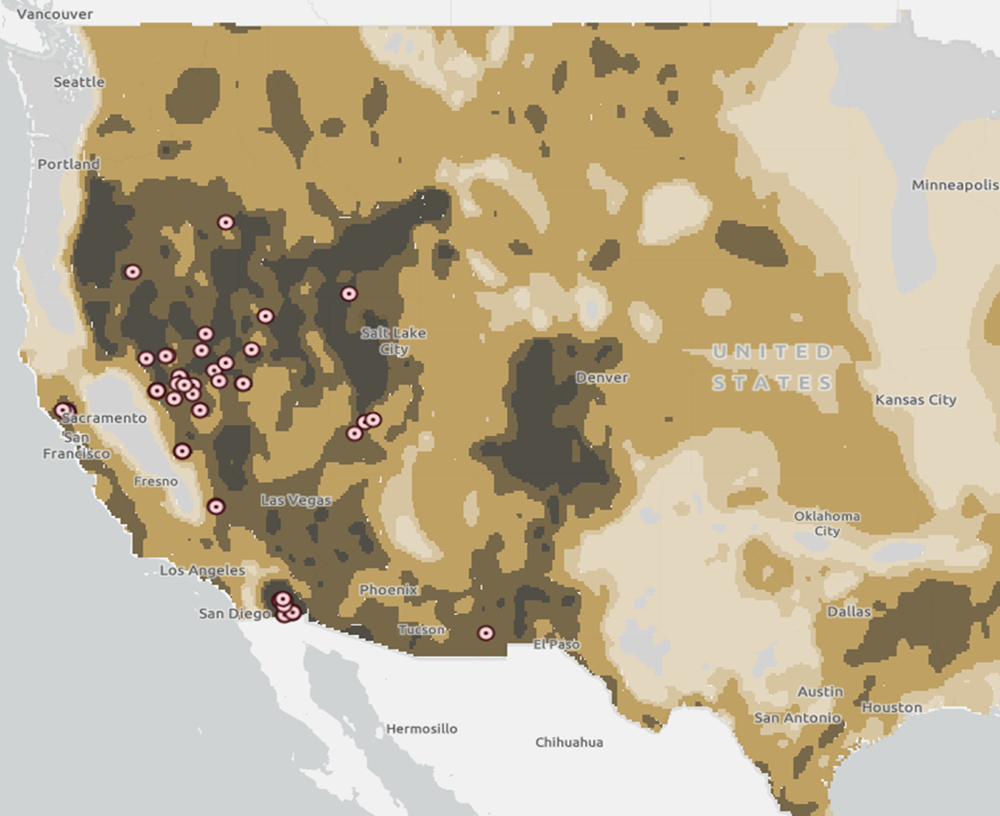 Vancouver
Seattle
Portland
Minneapolis
Salt Lake
City
UNITED
STATES
Denver
Kansas City
Sacramento
San
Francisco
Fresno
Las Vegas
Oklahoma
City
Los Angeles
Phoenix
San Diego
Tucson
Dallas
El Paso
Austin
Houston
San Antonio
Hermosillo
Chihuahua